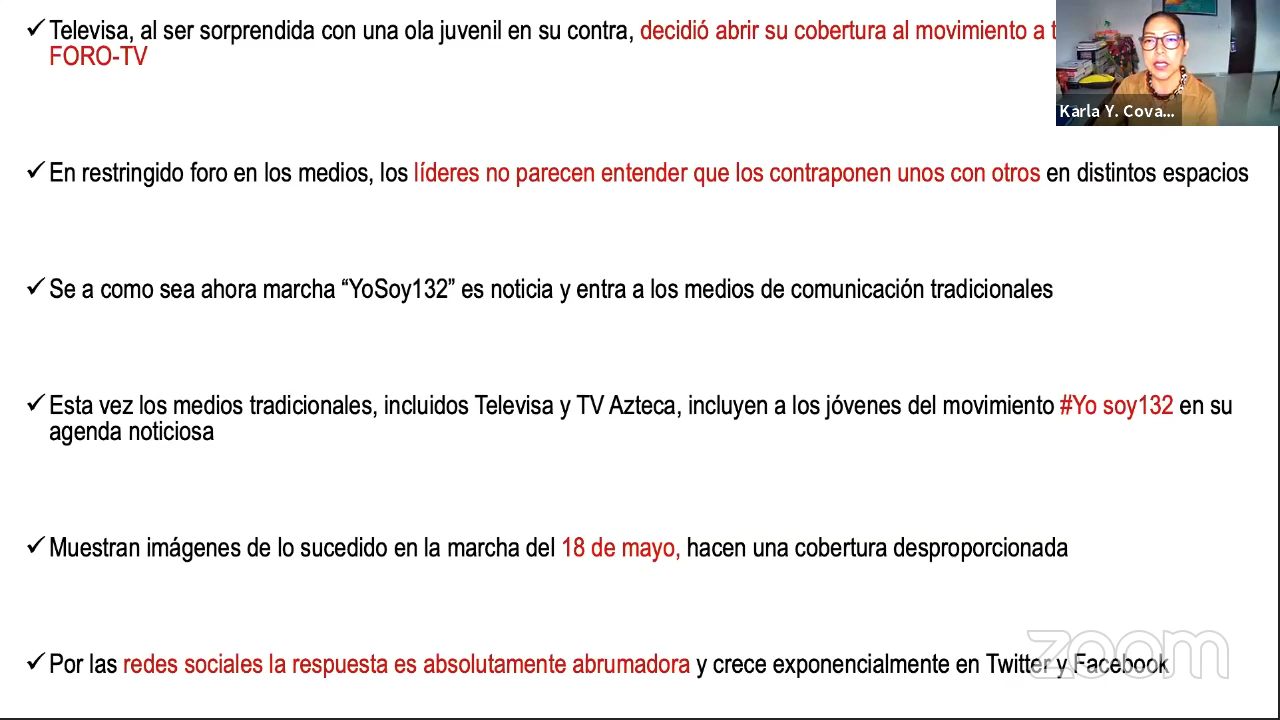 ✓ Televisa, al ser sorprendida con una ola juvenil en su contra, decidió abrir su cobertura al movimiento a
FORO-TV
✓ En restringido foro en los medios, los líderes no parecen entender que los contraponen unos con otros en distintos espacios
✓ Se a como sea ahora marcha “YoSoy132” es noticia y entra a los medios de comunicación tradicionales
✓ Esta vez los medios tradicionales, incluidos Televisa y TV Azteca, incluyen a los jóvenes del movimiento #Yo soy132 en su
agenda noticiosa
✓ Muestran imágenes de lo sucedido en la marcha del 18 de mayo, hacen una cobertura desproporcionada
✓ Por las redes sociales la respuesta es absolutamente abrumadora y crece exponencialmente en Twitter y Facebook
Karla Y. Cova...
zoom